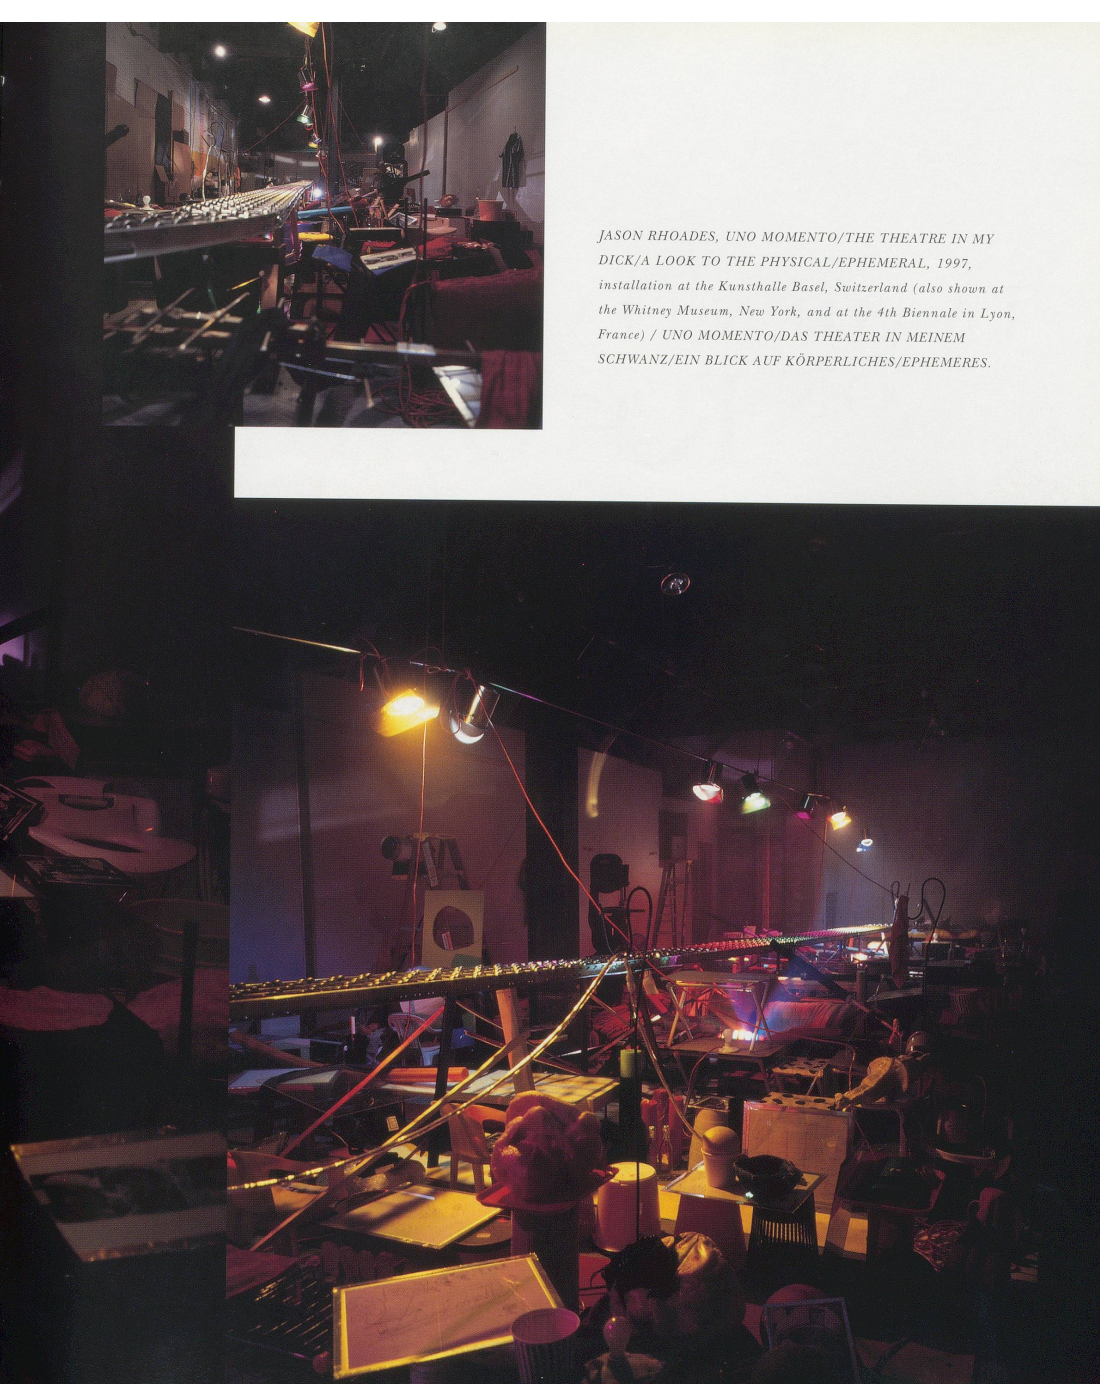 JASON RHOADES, UNO MOMENTO/THE THEATRE IN MY
DICK/A LOOK TO THE PHYSICAL/EPHEMERAL, 1997,
installation at the Kunsthalle Basel, Switzerland (also shown at
the Whitney Museum, New York, and at the 4th Biennale in Lyon,
France) / UNO MOMENTO/DAS THEATER IN MEINEM
SCHWANZ/EIN BLICK AUF KÖRPERLICHES/EPHEMERES.